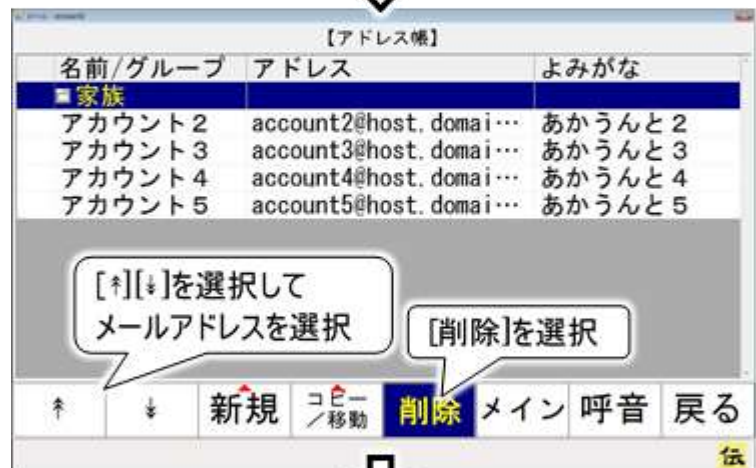 【アドレス帳】
名前/グループ アドレス よみがな
家族
アカウント2 account2@host.domai… あかうんと2
アカウント3 account3@host.domai… あかうんと3
アカウント4 account4@host.domai… あかうんと4
アカウント5 account5@host.domai… あかうんと5
[↟][↡]を選択して
メールアドレスを選択
[削除]を選択
↟ ↡ 新規 コピー/移動 削除 メイン 呼音 戻る
伝